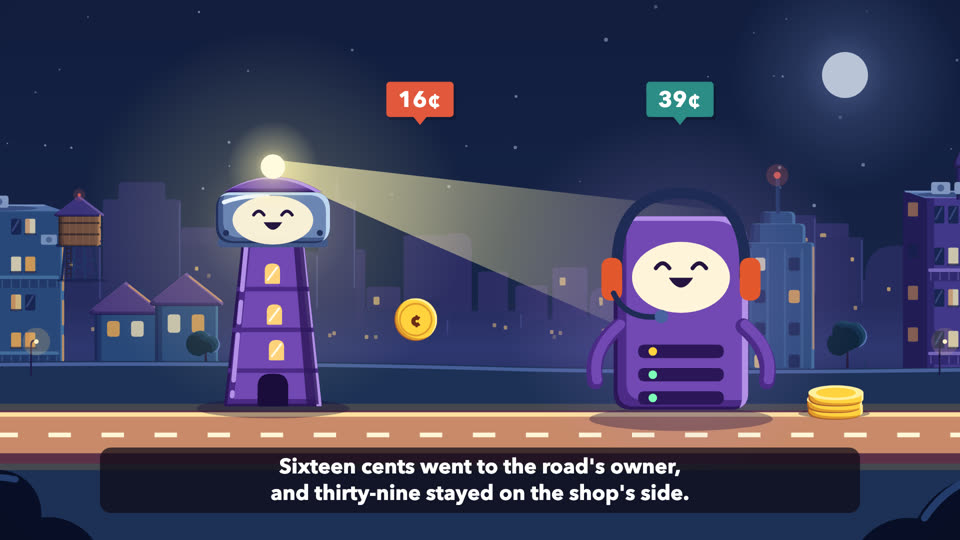 16¢
39¢
¢
Sixteen cents went to the road's owner,
and thirty-nine stayed on the shop's side.